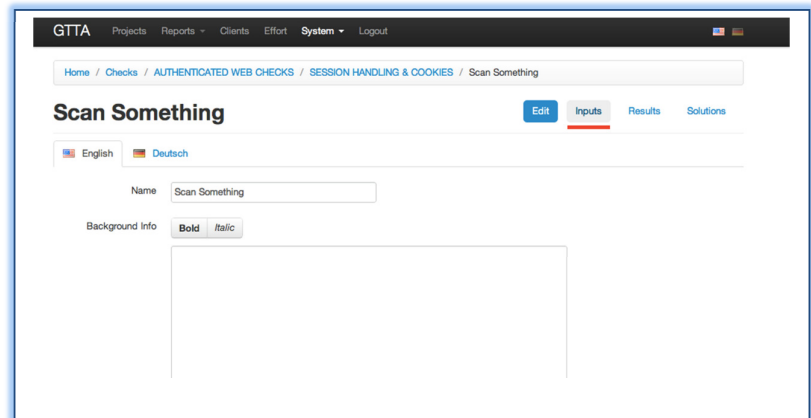 GTTA Projects Reports Clients Effort System Logout
Home / Checks / AUTHENTICATED WEB CHECKS / SESSION HANDLING & COOKIES / Scan Something
Scan Something Edit Inputs Results Solutions
English Deutsch
Name Scan Something
Background Info Bold Italic